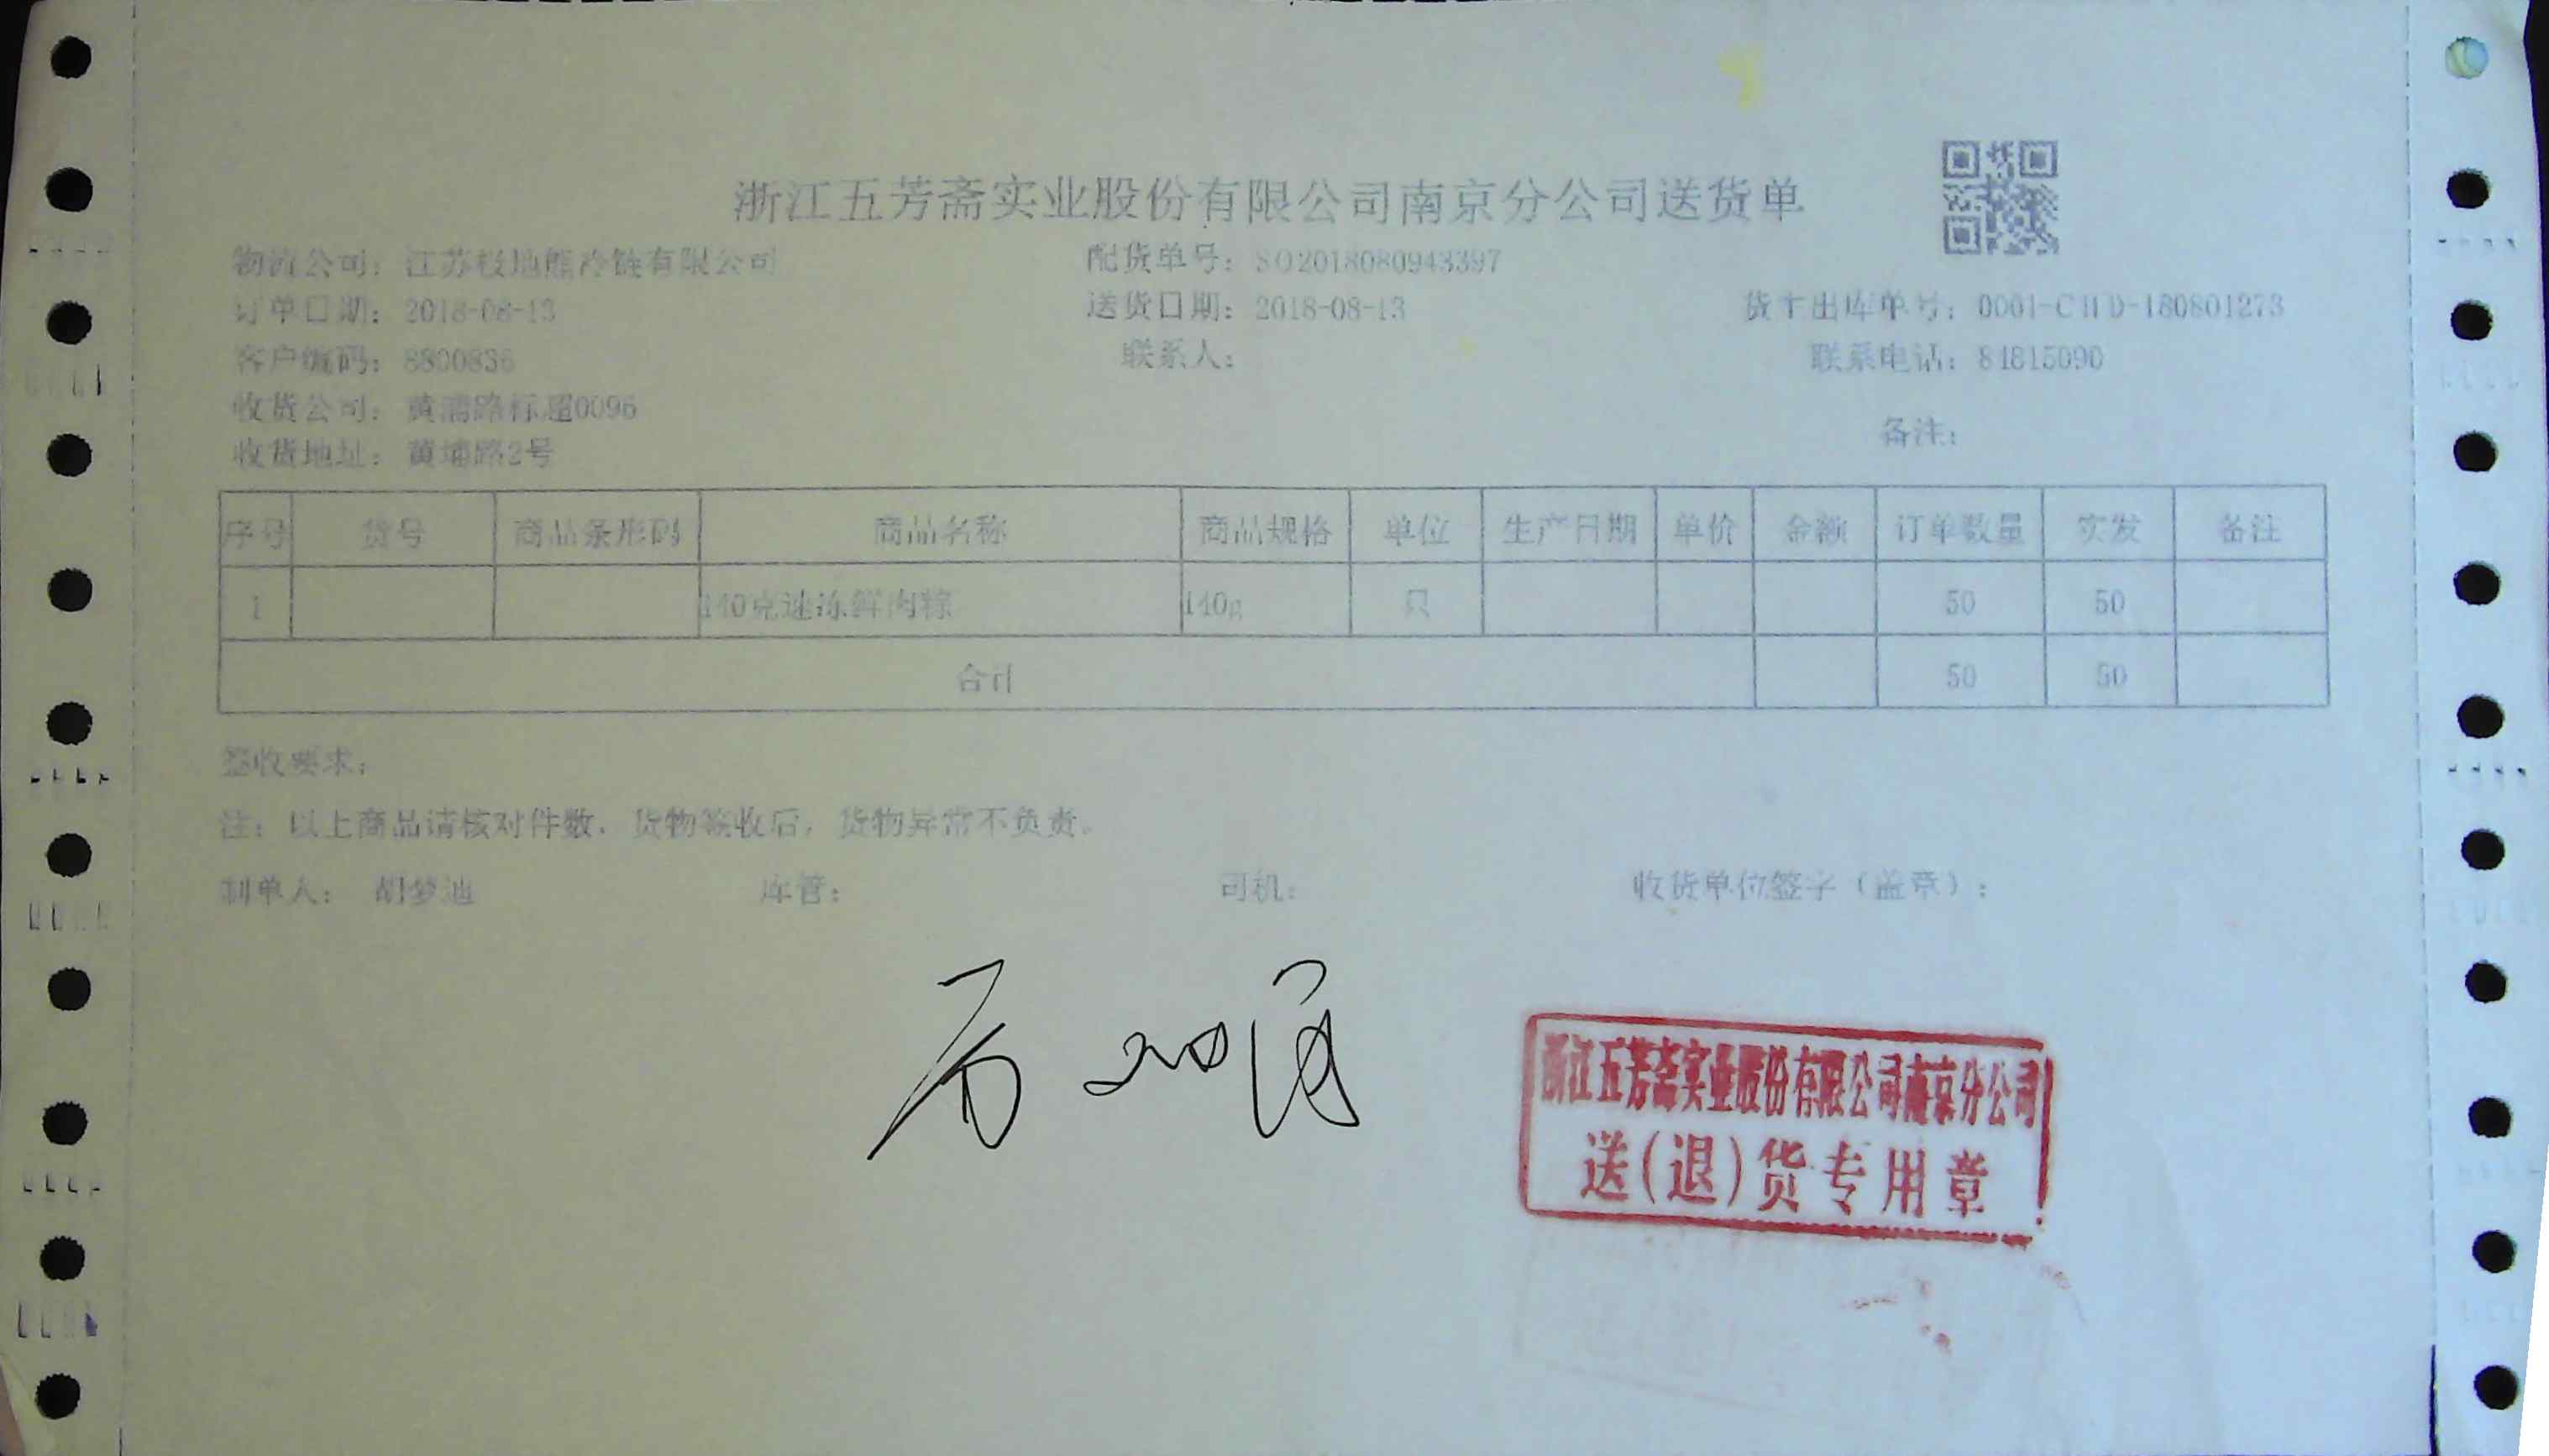 浙江五芳斋实业股份有限公司南京分公司送货单
物流公司：江苏极地熊冷链有限公司 配货单号：SO2018080943397
订单日期：2018-08-13 送货日期：2018-08-13 货主出库单号：0001-CHD-180801273
客户编码：8800836 联系人： 联系电话：84815090
收货公司：黄浦路标超0096 备注：
收货地址：黄埔路2号
序号 货号 商品条形码 商品名称 商品规格 单位 生产日期 单价 金额 订单数量 实发 备注
1 140克速冻鲜肉粽 140g 只 50 50
合计 50 50
签收要求：
注：以上商品请核对件数，货物签收后，货物异常不负责。
制单人： 胡梦迪 库管： 司机： 收货单位签字（盖章）：
浙江五芳斋实业股份有限公司南京分公司
送(退)货专用章